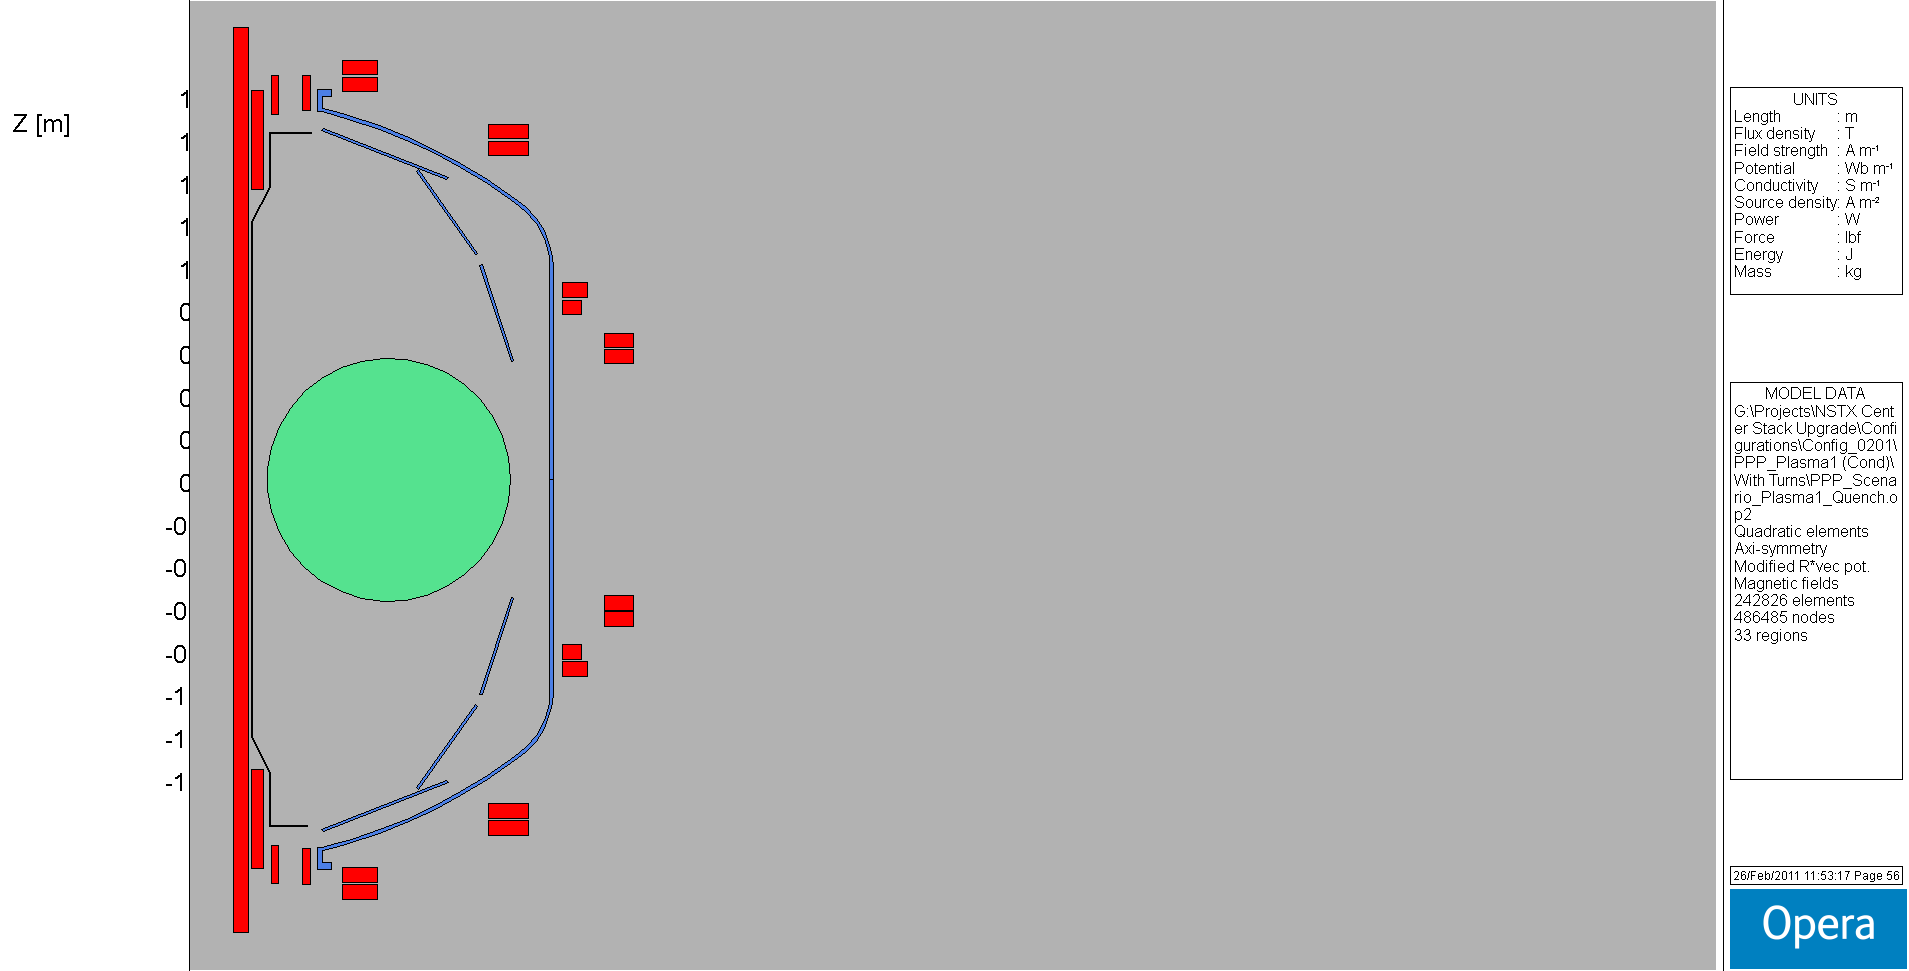 Z [m]
1
1
1
1
1
0
0
0
0
0
-0
-0
-0
-0
-1
-1
-1
UNITS
Length : m
Flux density : T
Field strength : A m⁻¹
Potential : Wb m⁻¹
Conductivity : S m⁻¹
Source density: A m⁻²
Power : W
Force : lbf
Energy : J
Mass : kg
MODEL DATA
G:\Projects\NSTX Cent
er Stack Upgrade\Confi
gurations\Config_0201\
PPP_Plasma1 (Cond)\
With Turns\PPP_Scena
rio_Plasma1_Quench.o
p2
Quadratic elements
Axi-symmetry
Modified R*vec pot.
Magnetic fields
242826 elements
486485 nodes
33 regions
26/Feb/2011 11:53:17 Page 56
Opera